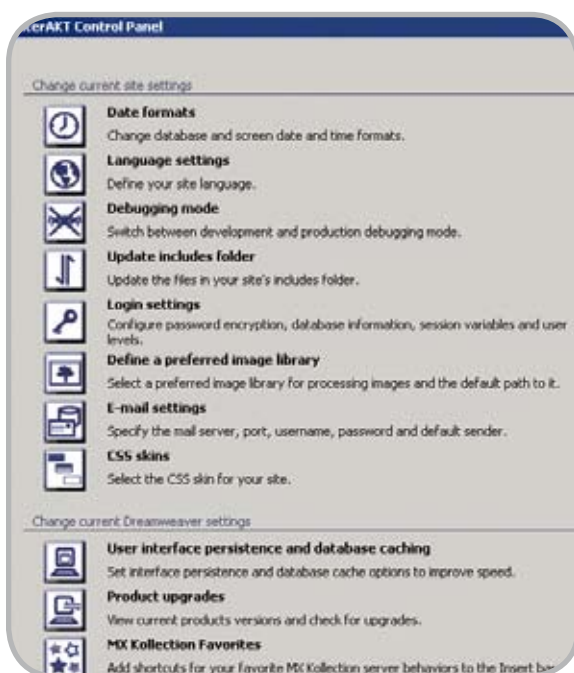 terAKT Control Panel
Change current site settings
Date formats
Change database and screen date and time formats.
Language settings
Define your site language.
Debugging mode
Switch between development and production debugging mode.
Update includes folder
Update the files in your site's includes folder.
Login settings
Configure password encryption, database information, session variables and user
levels.
Define a preferred image library
Select a preferred image library for processing images and the default path to it.
E-mail settings
Specify the mail server, port, username, password and default sender.
CSS skins
Select the CSS skin for your site.
Change current Dreamweaver settings
User interface persistence and database caching
Set interface persistence and database cache options to improve speed.
Product upgrades
View current products versions and check for upgrades.
MX Kollection Favorites
Add shortcuts for your favorite MX Kollection server behaviors to the Insert bar